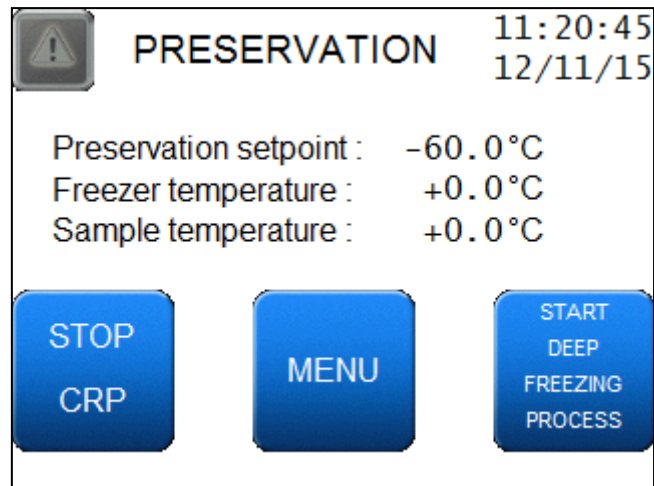 PRESERVATION
11:20:45
12/11/15
Preservation setpoint : -60.0°C
Freezer temperature : +0.0°C
Sample temperature : +0.0°C
STOP
CRP
MENU
START
DEEP
FREEZING
PROCESS